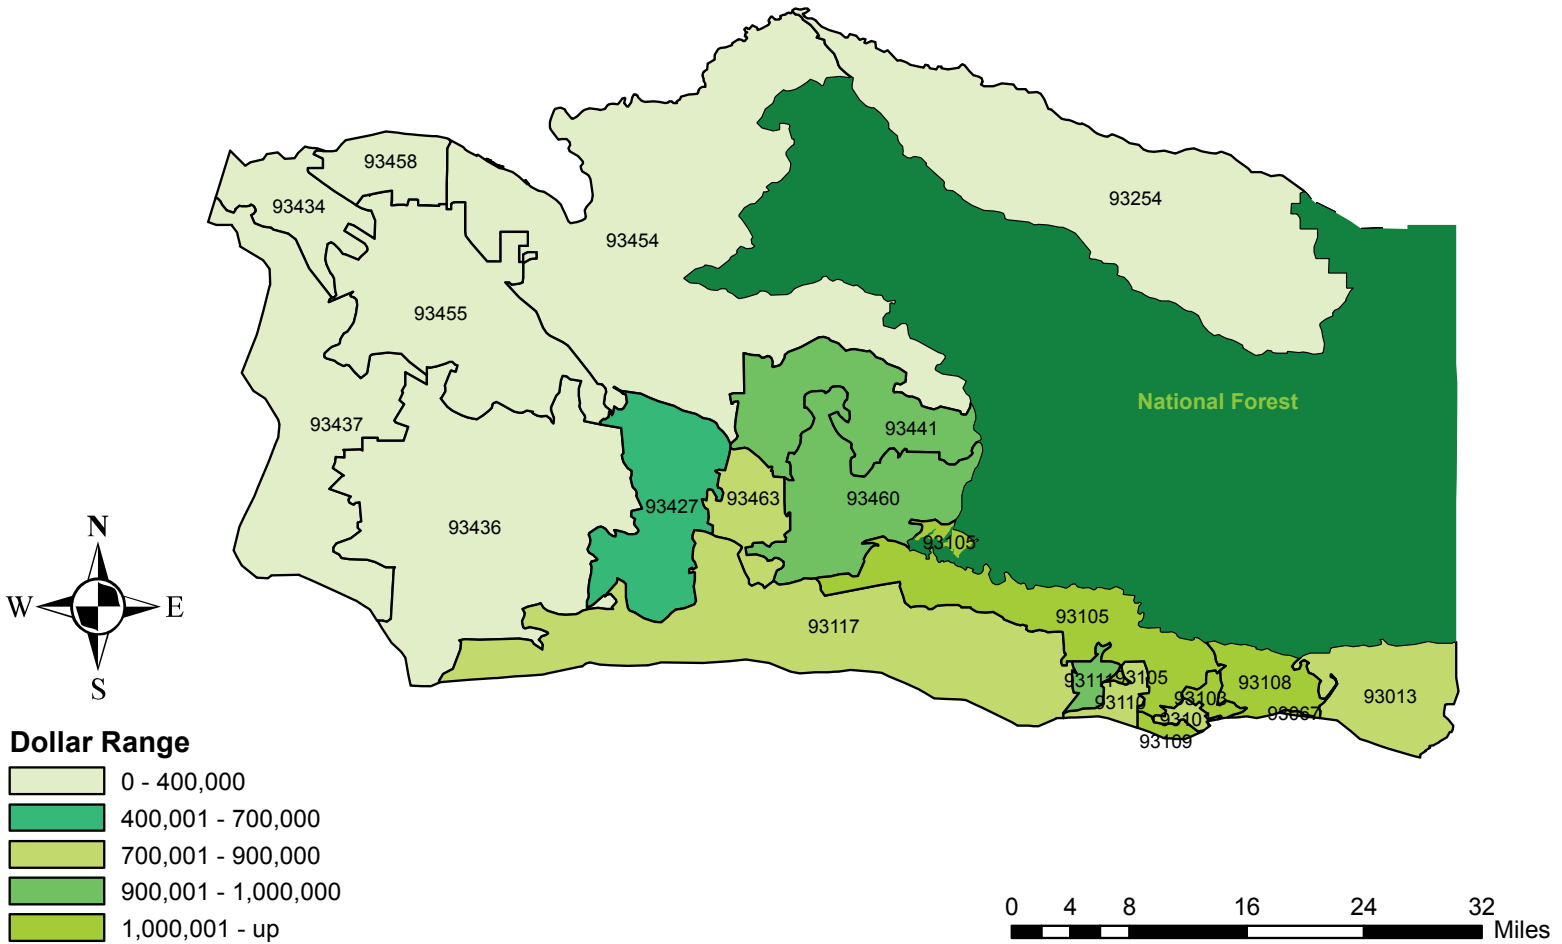 93458
93254
93434
93454
93455
National Forest
93437
93441
93463
93460
93427
93436
93105
N
W
E
S
93105
93117
93111
93105
93108
93013
93110
93103
93101
93067
93109
Dollar Range
0 - 400,000
400,001 - 700,000
700,001 - 900,000
900,001 - 1,000,000
1,000,001 - up
0 4 8 16 24 32
Miles